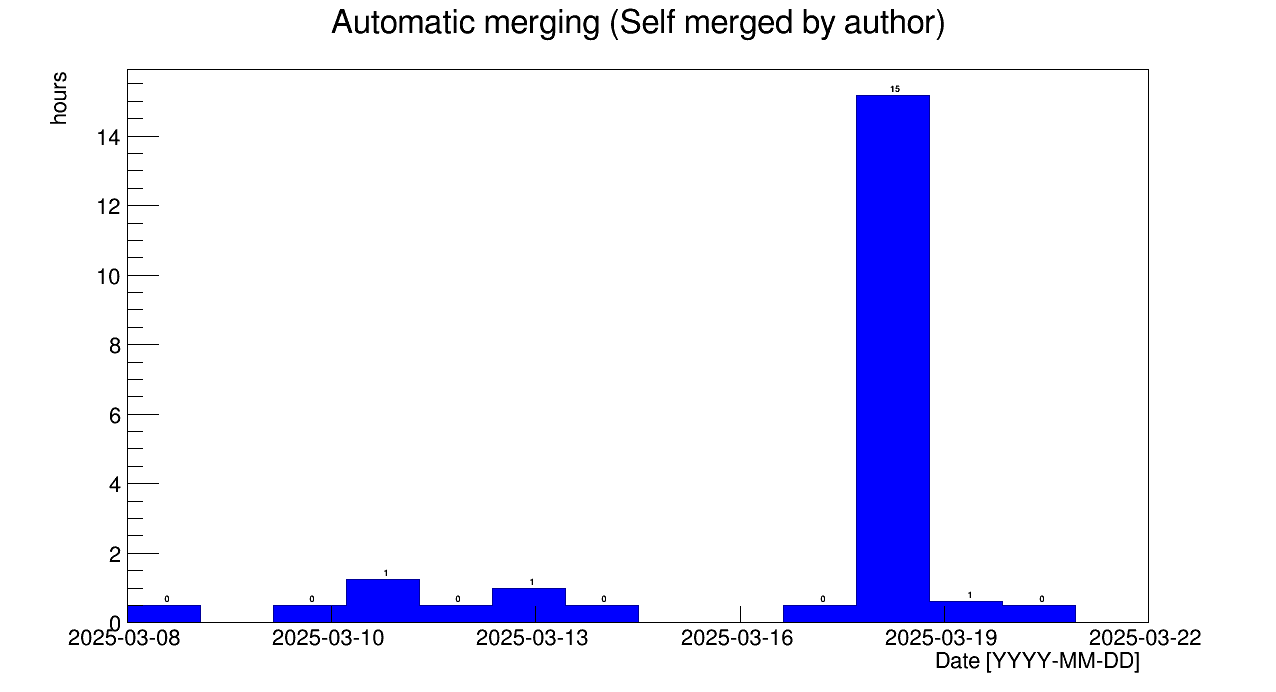 Automatic merging (Self merged by author)
hours
14
12
10
8
6
4
2
0
0 0 1 0 1 0 0 15 1 0
2025-03-08 2025-03-10 2025-03-13 2025-03-16 2025-03-19 2025-03-22
Date [YYYY-MM-DD]